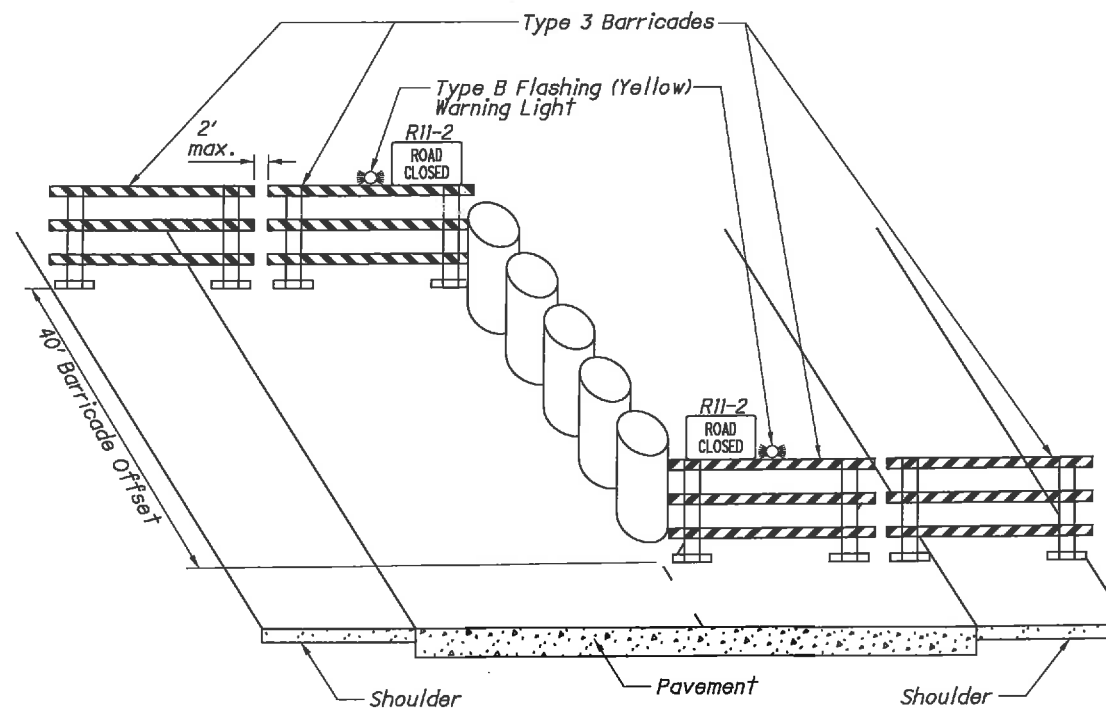 Type 3 Barricades
Type B Flashing (Yellow)
Warning Light
2'
max.
R11-2
ROAD
CLOSED
40' Barricade Offset
R11-2
ROAD
CLOSED
Shoulder
Pavement
Shoulder